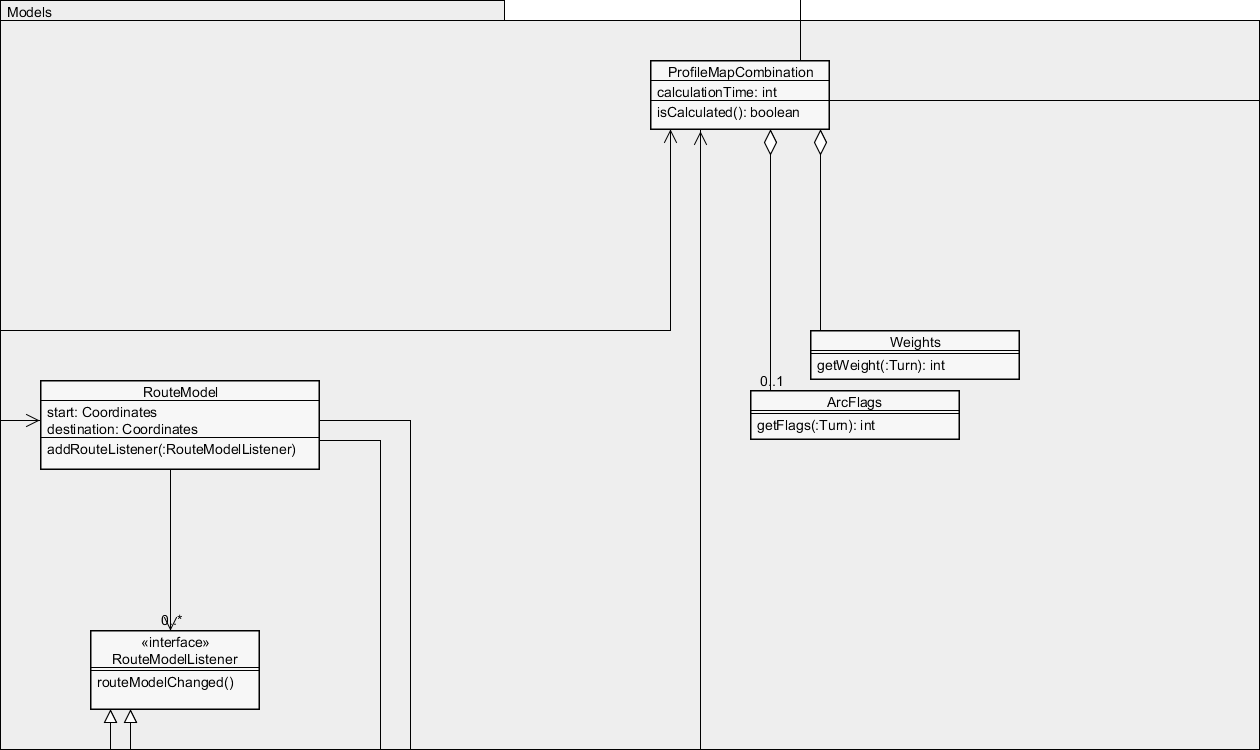 Models
ProfileMapCombination
calculationTime: int
isCalculated(): boolean
Weights
getWeight(:Turn): int
0..1
ArcFlags
getFlags(:Turn): int
RouteModel
start: Coordinates
destination: Coordinates
addRouteListener(:RouteModelListener)
0..*
«interface»
RouteModelListener
routeModelChanged()